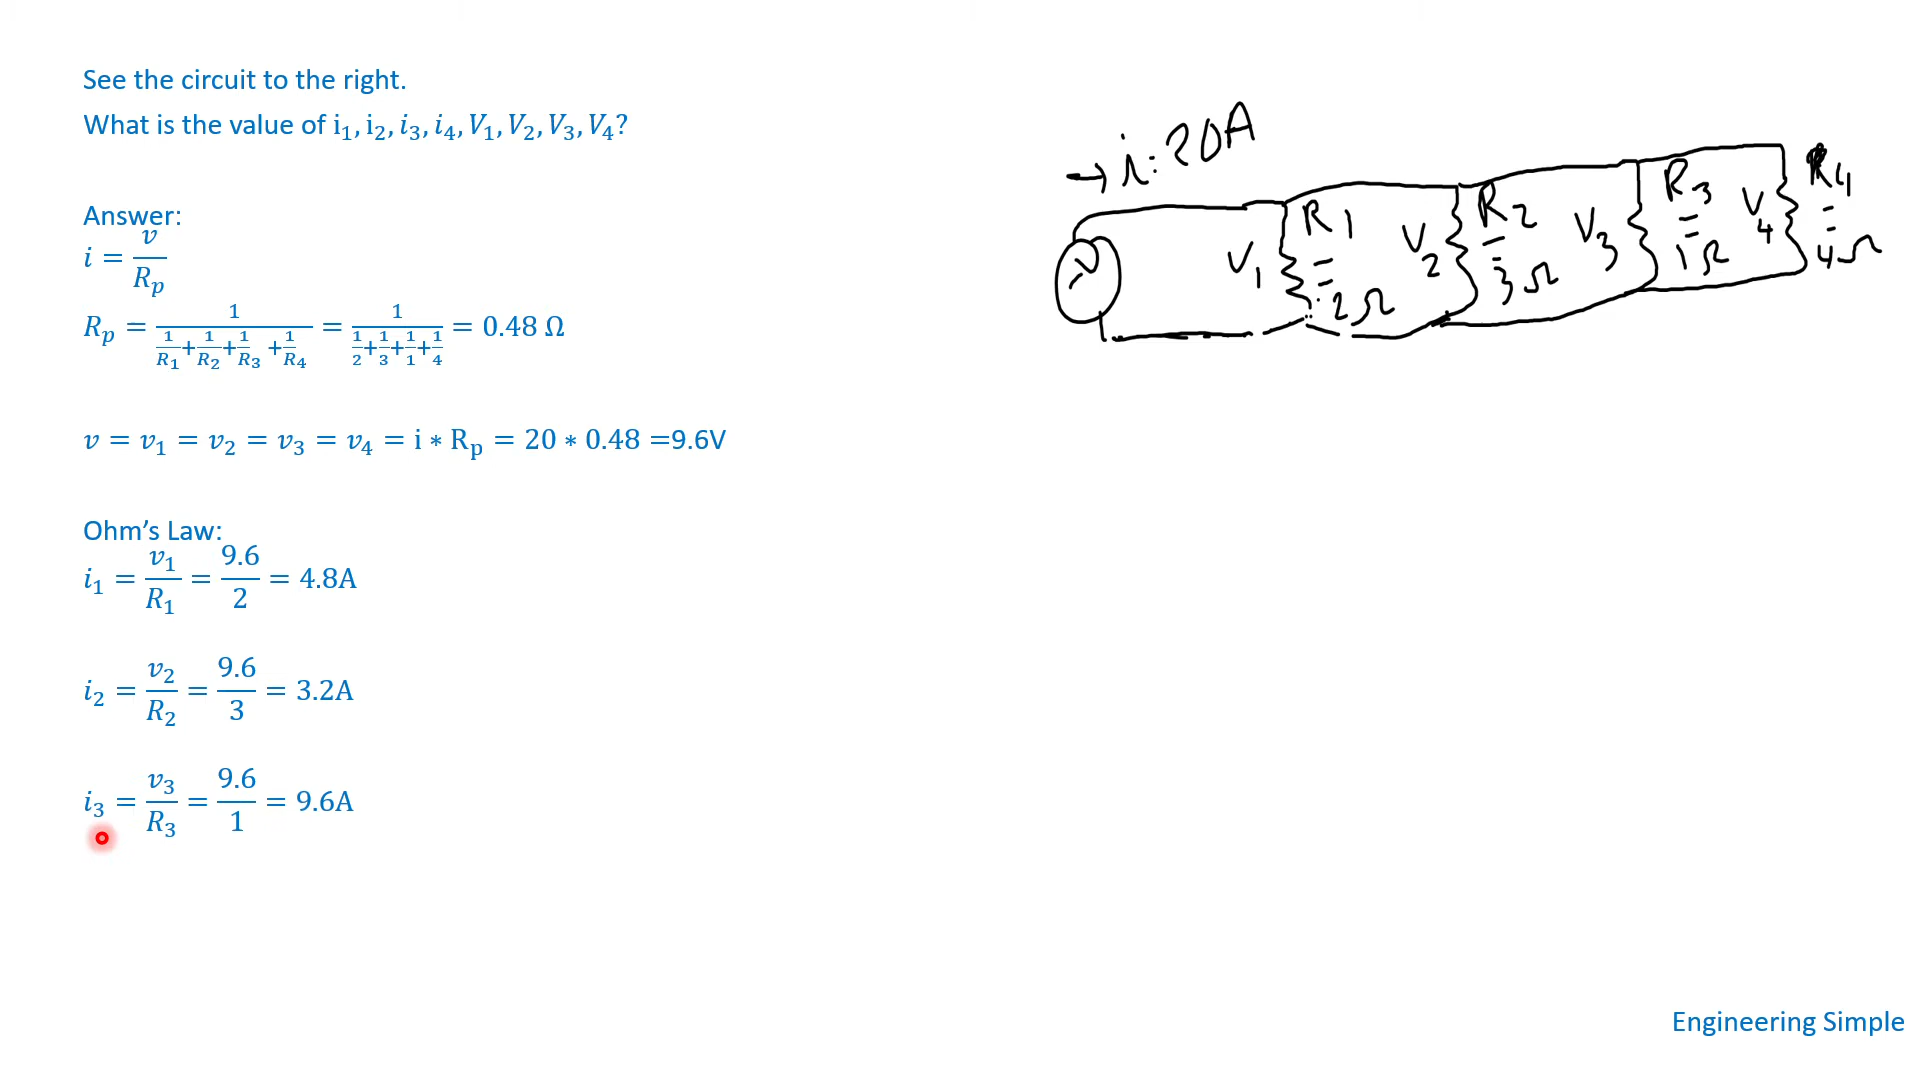 See the circuit to the right.
What is the value of i₁, i₂, i₃, i₄, V₁, V₂, V₃, V₄?
Answer:
i = v/Rₚ
Rₚ = 1/(1/R₁+1/R₂+1/R₃ +1/R₄) = 1/(1/2+1/3+1/1+1/4) = 0.48 Ω
v = v₁ = v₂ = v₃ = v₄ = i ∗ Rₚ = 20 ∗ 0.48 =9.6V
Ohm's Law:
i₁ = v₁/R₁ = 9.6/2 = 4.8A
i₂ = v₂/R₂ = 9.6/3 = 3.2A
i₃ = v₃/R₃ = 9.6/1 = 9.6A
→ i: 20A
V₁
R1 = 2Ω
V₂
R2 = 3Ω
V₃
R3 = 1Ω
V₄
R4 = 4Ω
Engineering Simple